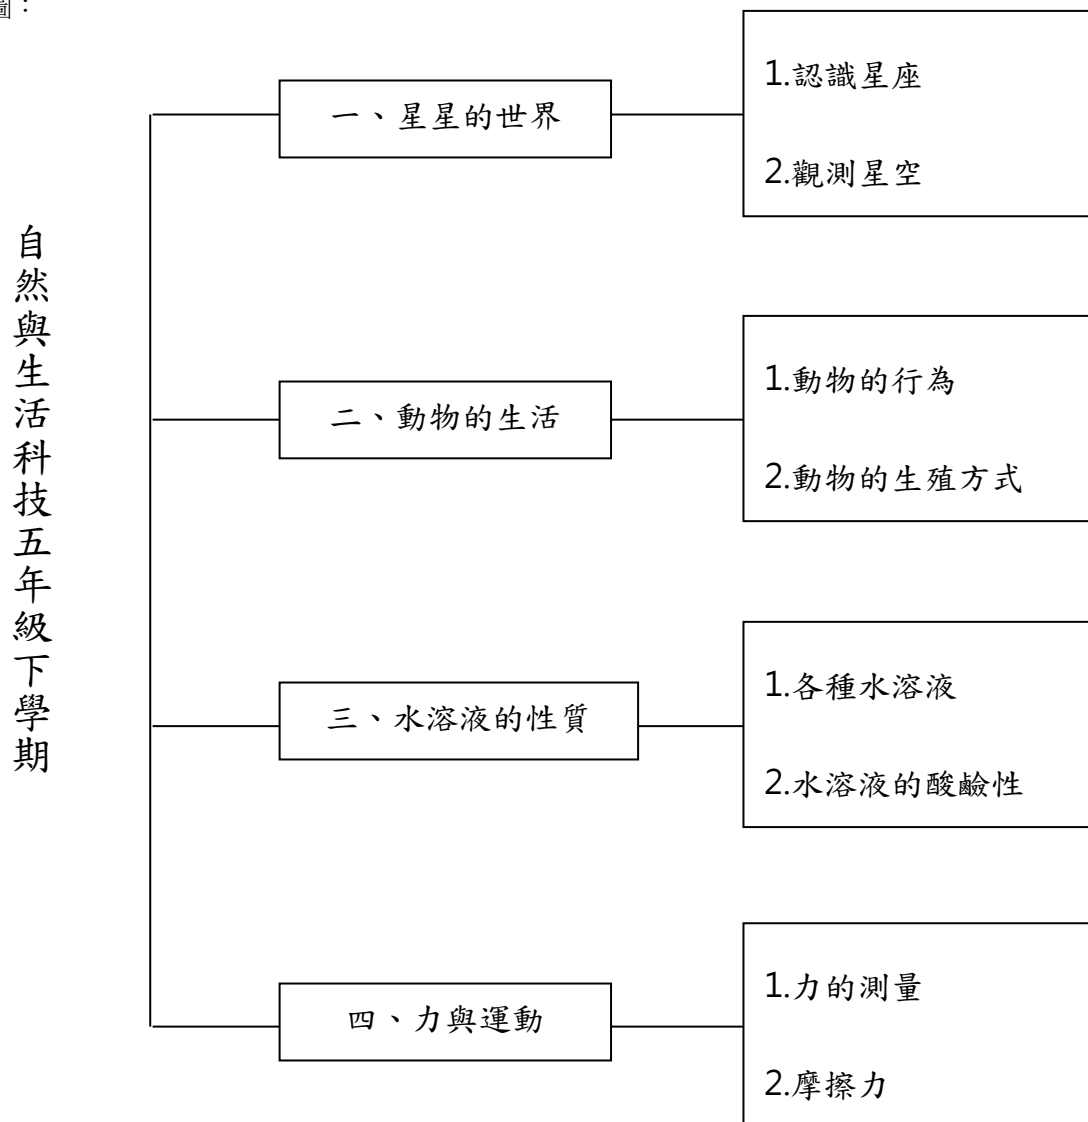 圖：
自然與生活科技五年級下學期
一、星星的世界
1.認識星座
2.觀測星空
二、動物的生活
1.動物的行為
2.動物的生殖方式
三、水溶液的性質
1.各種水溶液
2.水溶液的酸鹼性
四、力與運動
1.力的測量
2.摩擦力